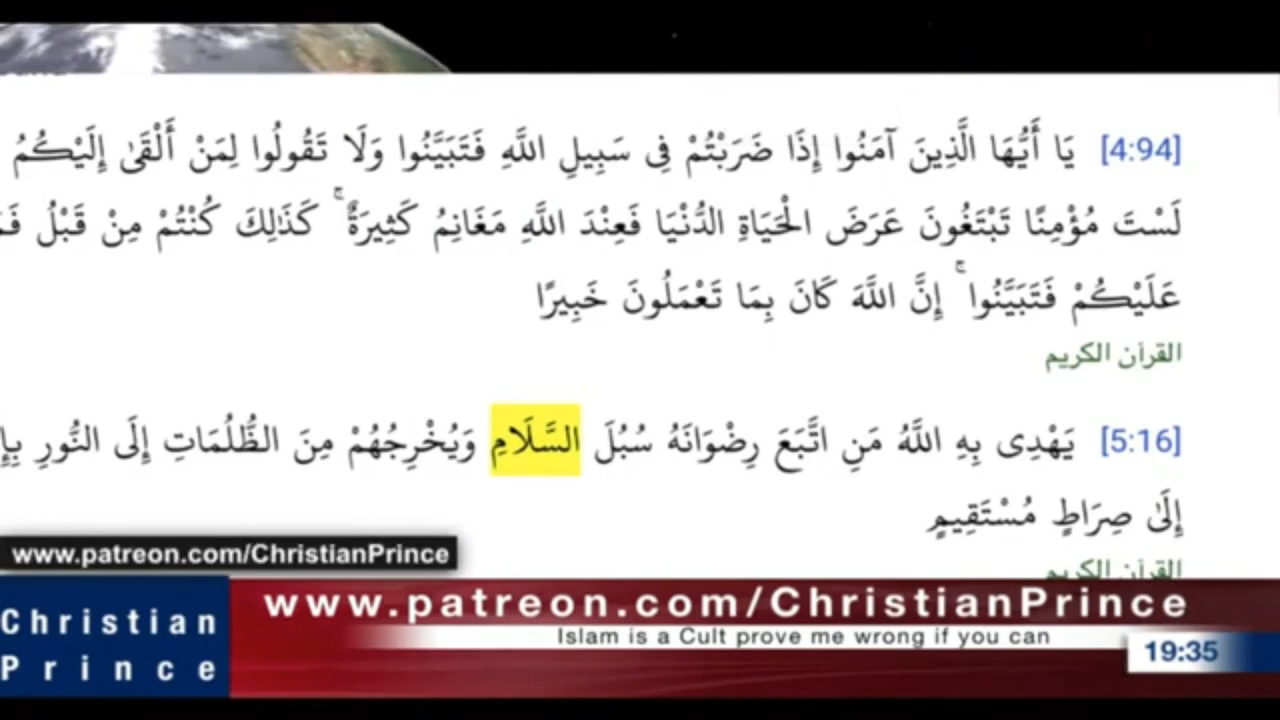 [4:94] يَا أَيُّهَا الَّذِينَ آمَنُوا إِذَا ضَرَبْتُمْ فِى سَبِيلِ اللَّهِ فَتَبَيَّنُوا وَلَا تَقُولُوا لِمَنْ أَلْقَىٰ إِلَيْكُمُ
لَسْتَ مُؤْمِنًا تَبْتَغُونَ عَرَضَ الْحَيَاةِ الدُّنْيَا فَعِنْدَ اللَّهِ مَغَانِمُ كَثِيرَةٌ ۚ كَذَٰلِكَ كُنْتُمْ مِنْ قَبْلُ
عَلَيْكُمْ فَتَبَيَّنُوا ۚ إِنَّ اللَّهَ كَانَ بِمَا تَعْمَلُونَ خَبِيرًا
القرآن الكريم
[5:16] يَهْدِى بِهِ اللَّهُ مَنِ اتَّبَعَ رِضْوَانَهُ سُبُلَ السَّلَامِ وَيُخْرِجُهُمْ مِنَ الظُّلُمَاتِ إِلَى النُّورِ
إِلَىٰ صِرَاطٍ مُسْتَقِيمٍ
القرآن الكريم
www.patreon.com/ChristianPrince
www.patreon.com/ChristianPrince
Islam is a Cult prove me wrong if you can
Christian
Prince
19:35